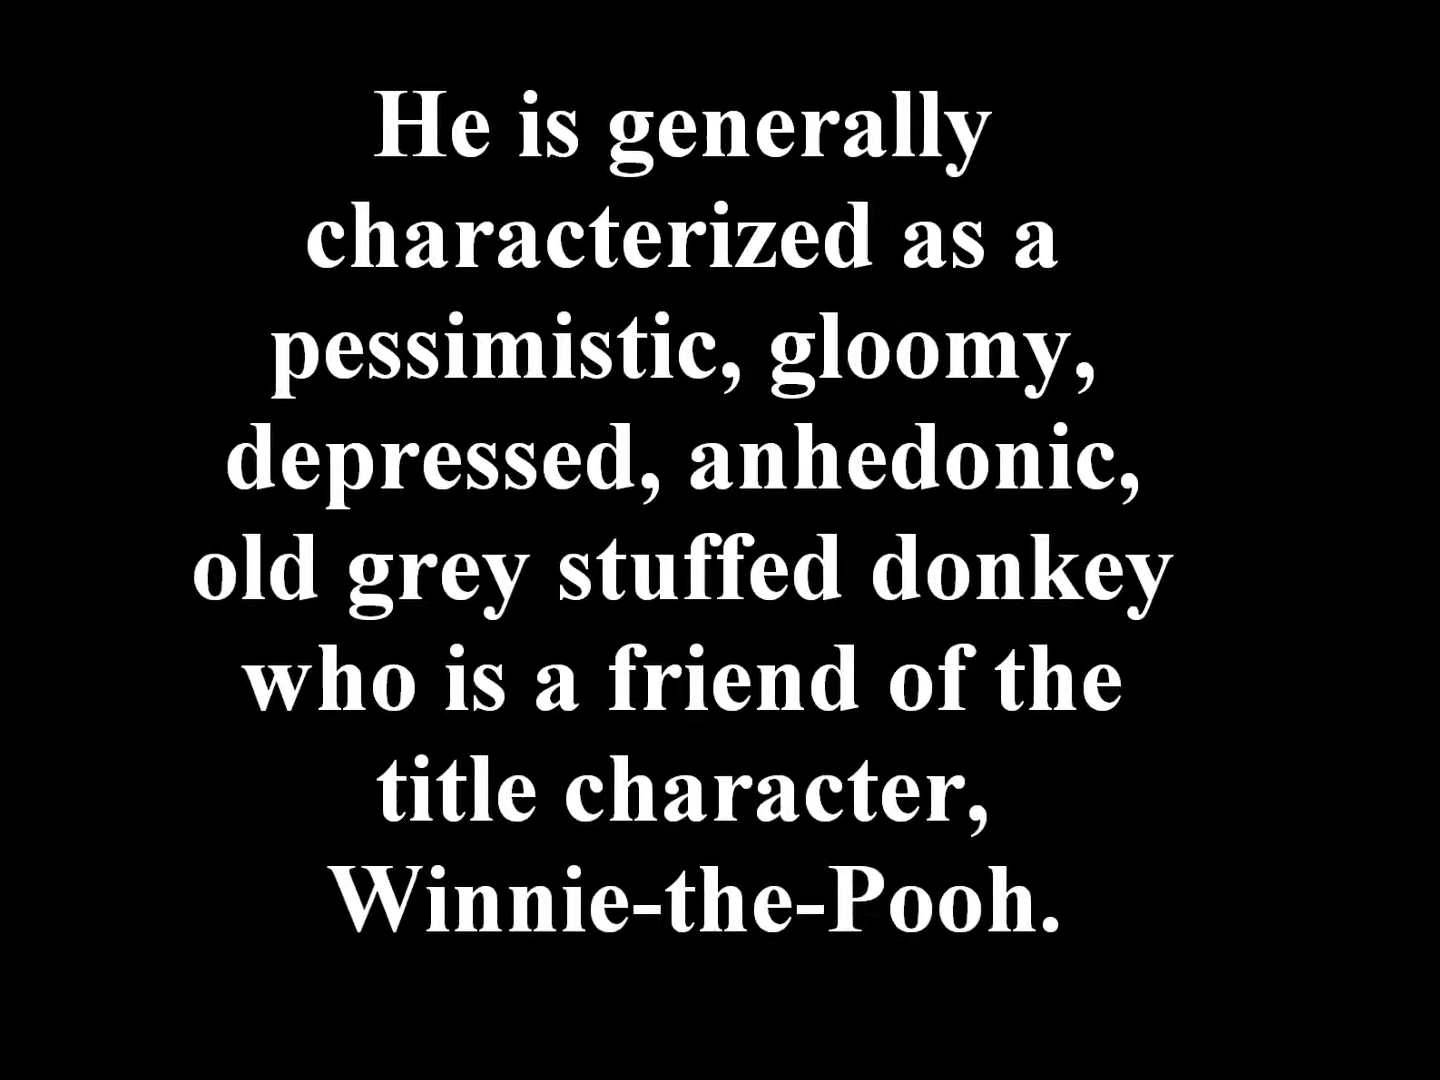 He is generally
characterized as a
pessimistic, gloomy,
depressed, anhedonic,
old grey stuffed donkey
who is a friend of the
title character,
Winnie-the-Pooh.